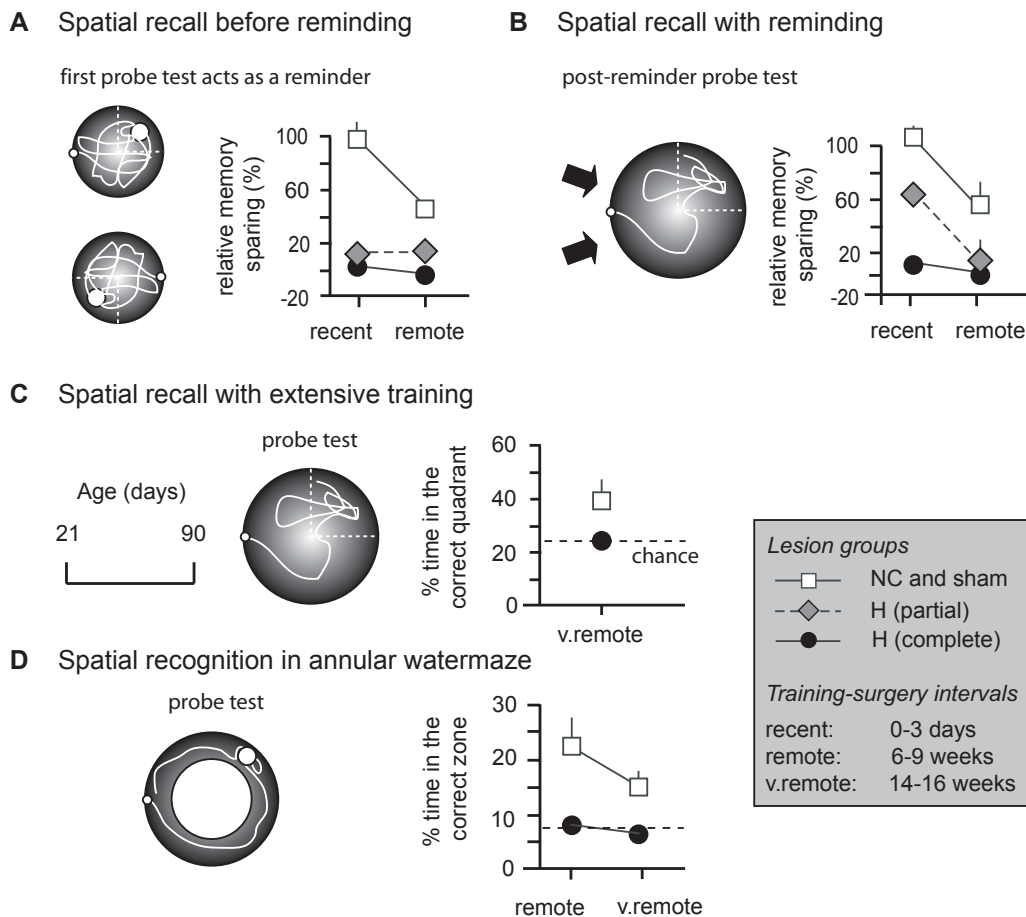 A Spatial recall before reminding
first probe test acts as a reminder
relative memory
sparing (%)
100
60
20
-20
recent remote
B Spatial recall with reminding
post-reminder probe test
relative memory
sparing (%)
100
60
20
-20
recent remote
C Spatial recall with extensive training
probe test
Age (days)
21 90
% time in the
correct quadrant
60
40
20
0
chance
v.remote
D Spatial recognition in annular watermaze
probe test
% time in the
correct zone
30
20
10
0
remote v.remote
Lesion groups
NC and sham
H (partial)
H (complete)
Training-surgery intervals
recent: 0-3 days
remote: 6-9 weeks
v.remote: 14-16 weeks